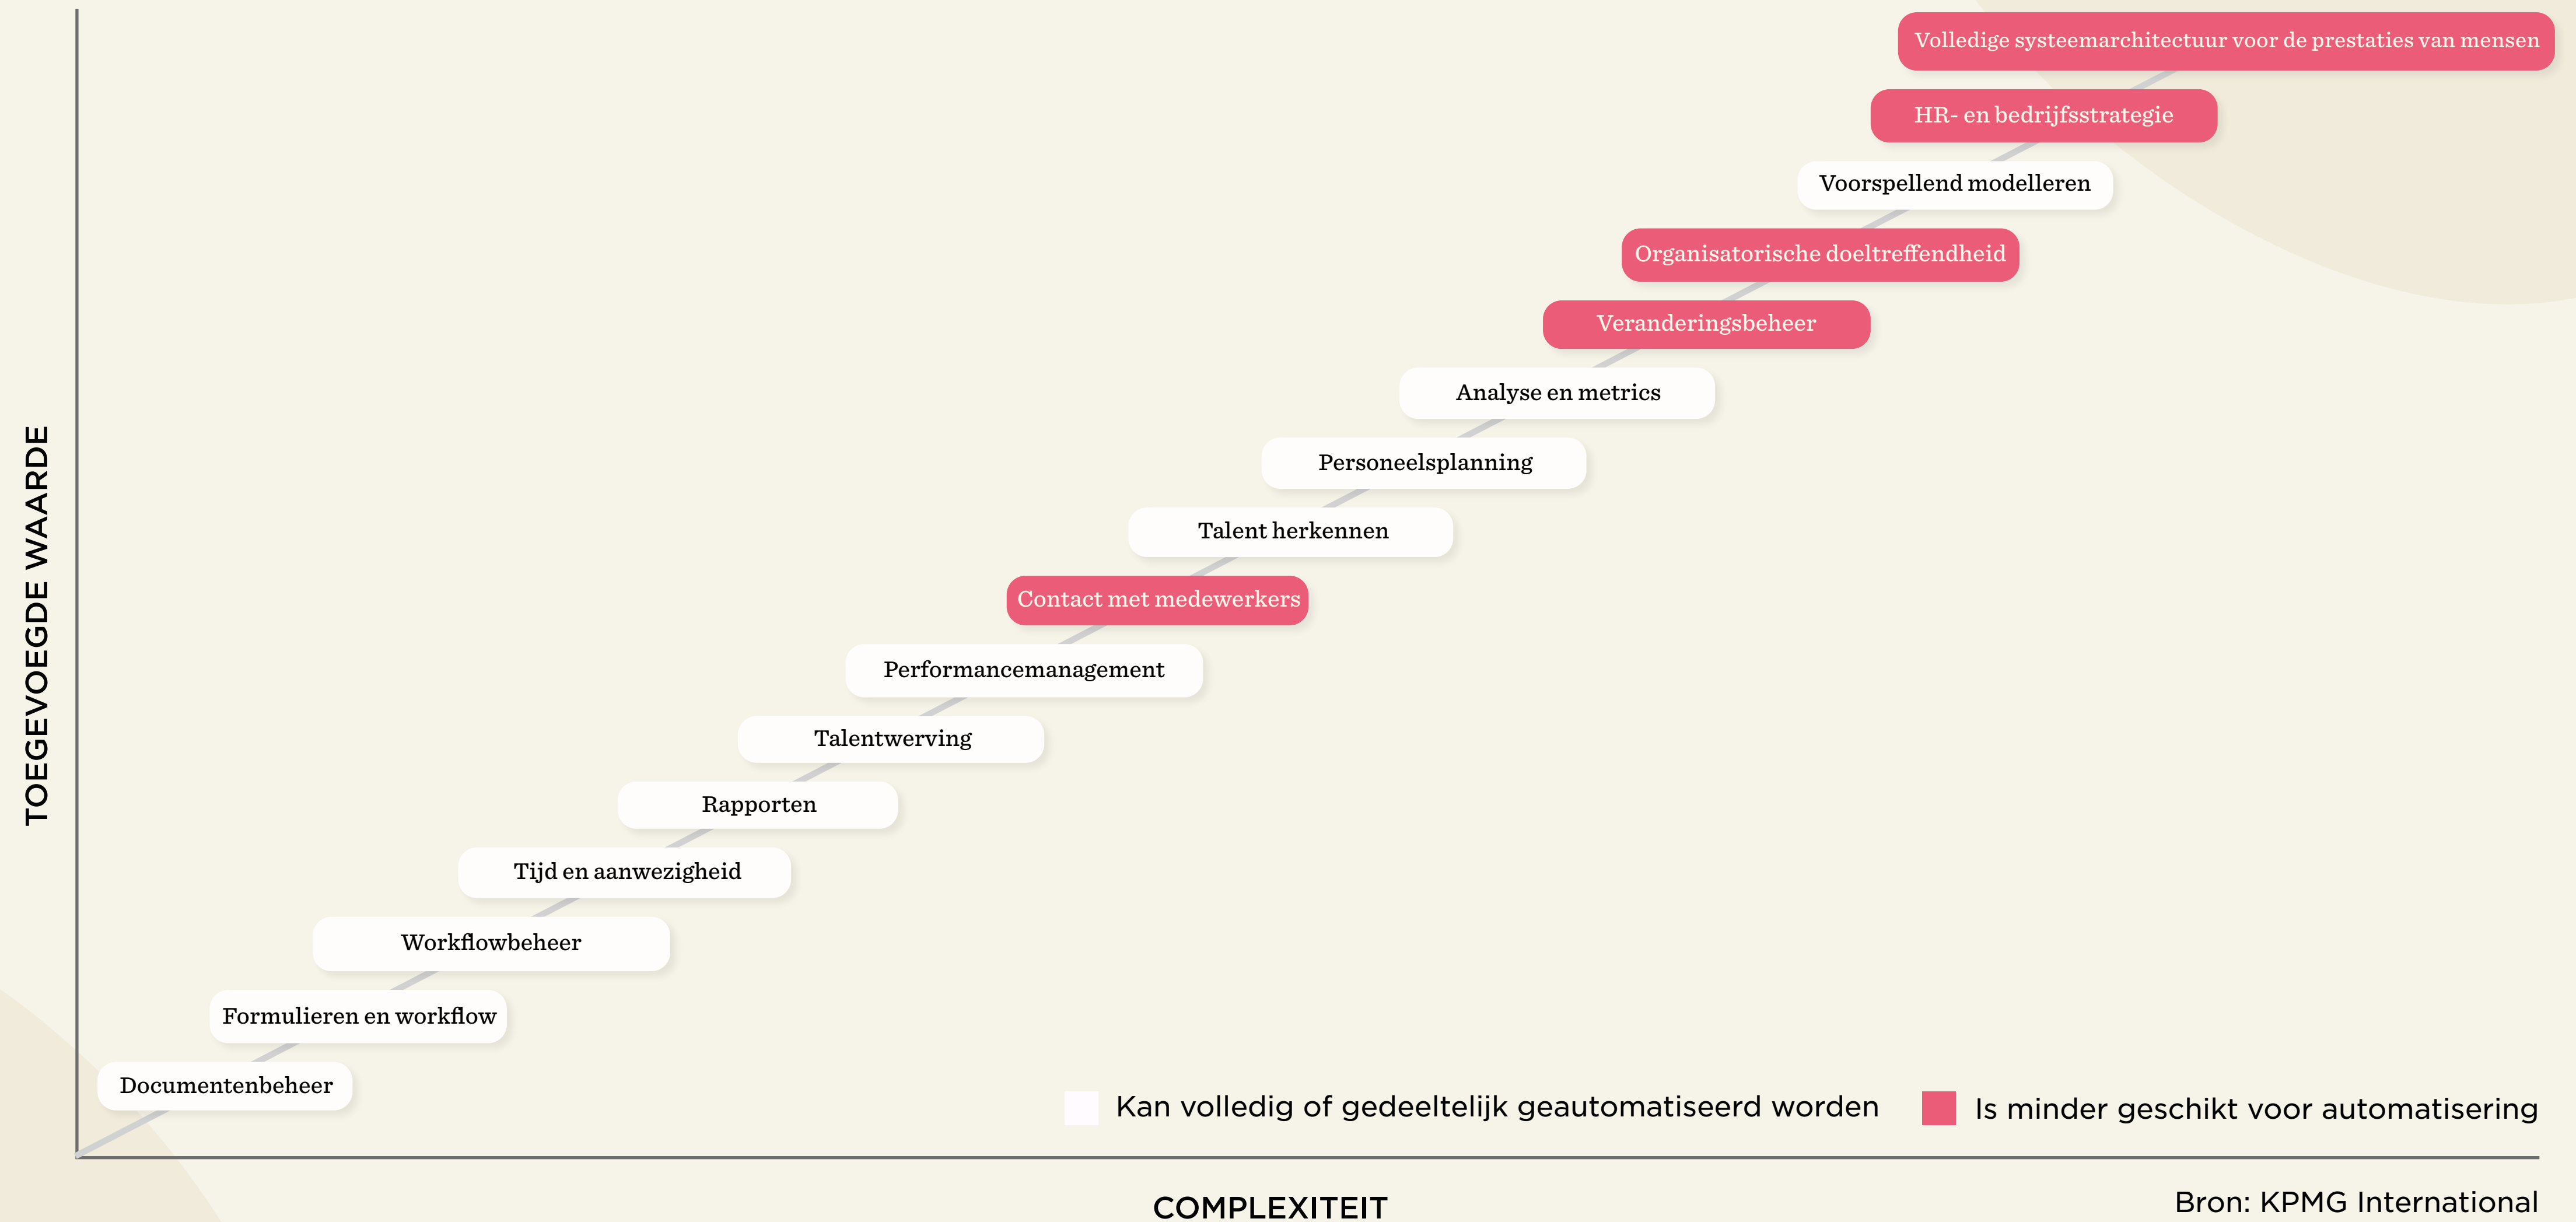 Volledige systeemarchitectuur voor de prestaties van mensen
HR- en bedrijfsstrategie
Voorspellend modelleren
Organisatorische doeltreffendheid
Veranderingsbeheer
Analyse en metrics
Personeelsplanning
Talent herkennen
Contact met medewerkers
Performancemanagement
Talentwerving
Rapporten
Tijd en aanwezigheid
Workflowbeheer
Formulieren en workflow
Documentenbeheer
TOEGEVOEGDE WAARDE
Kan volledig of gedeeltelijk geautomatiseerd worden
Is minder geschikt voor automatisering
COMPLEXITEIT
Bron: KPMG International